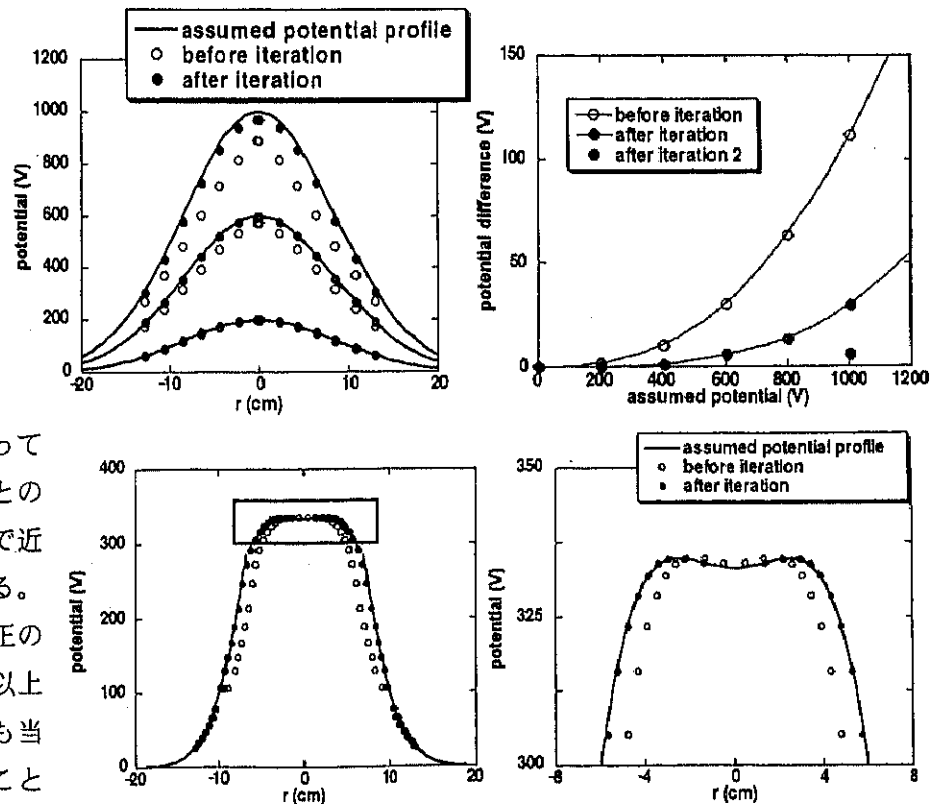 assumed potential profile
before iteration
after iteration
1200
1000
800
600
400
200
0
potential (V)
-20
-10
0
10
20
r (cm)
150
100
50
0
potential difference (V)
before iteration
after iteration
after iteration 2
0
200
400
600
800
1000
1200
assumed potential (V)
って
との
で近
る。
正の
以上
も当
こと
400
300
200
100
0
potential (V)
-20
-10
0
10
20
r (cm)
assumed potential profile
before iteration
after iteration
350
325
300
potential (V)
-8
-4
0
4
8
r (cm)